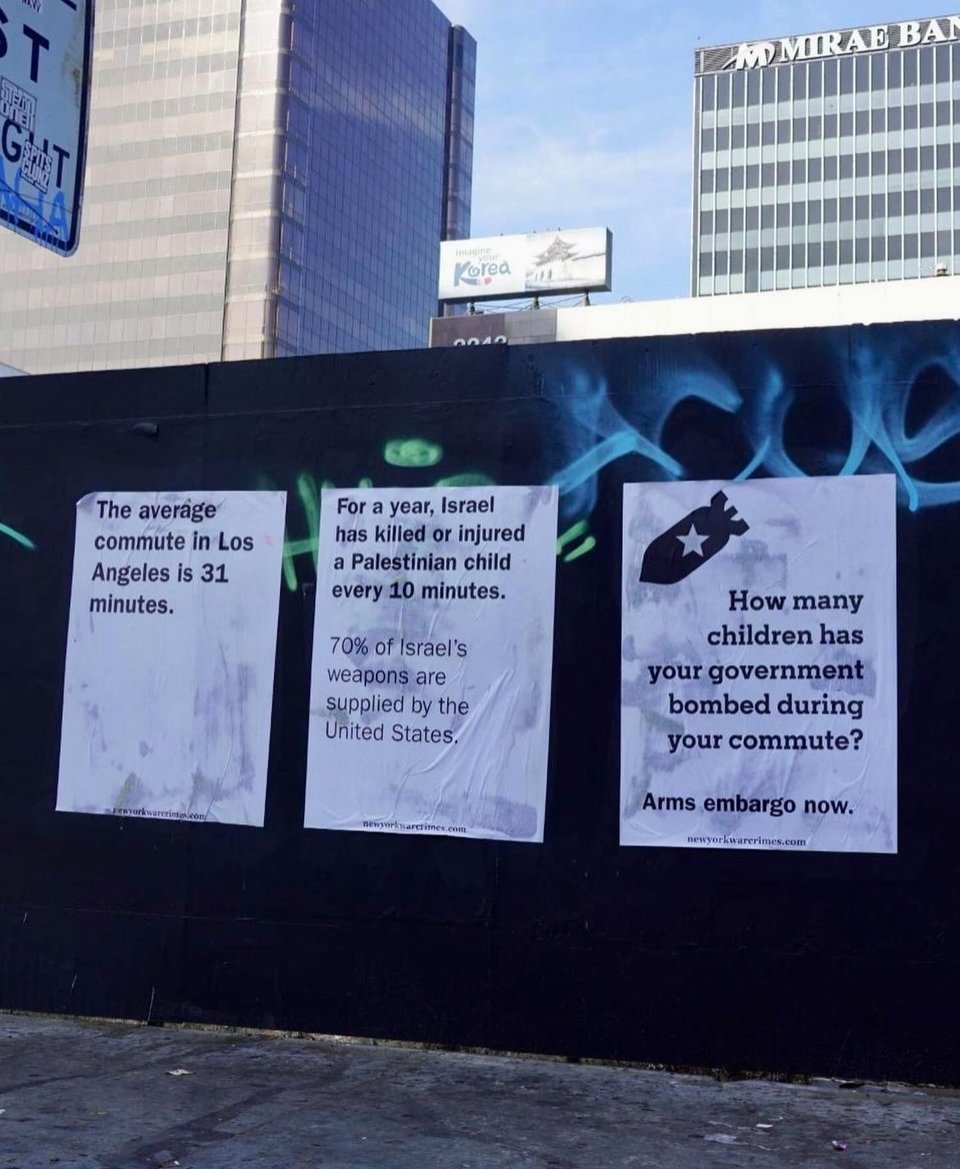 ST
GHT
MIRAE BAN
imagine
your
Korea
The average
commute in Los
Angeles is 31
minutes.
newyorkwarcrimes.com
For a year, Israel
has killed or injured
a Palestinian child
every 10 minutes.
70% of Israel's
weapons are
supplied by the
United States.
newyorkwarcrimes.com
How many
children has
your government
bombed during
your commute?
Arms embargo now.
newyorkwarcrimes.com